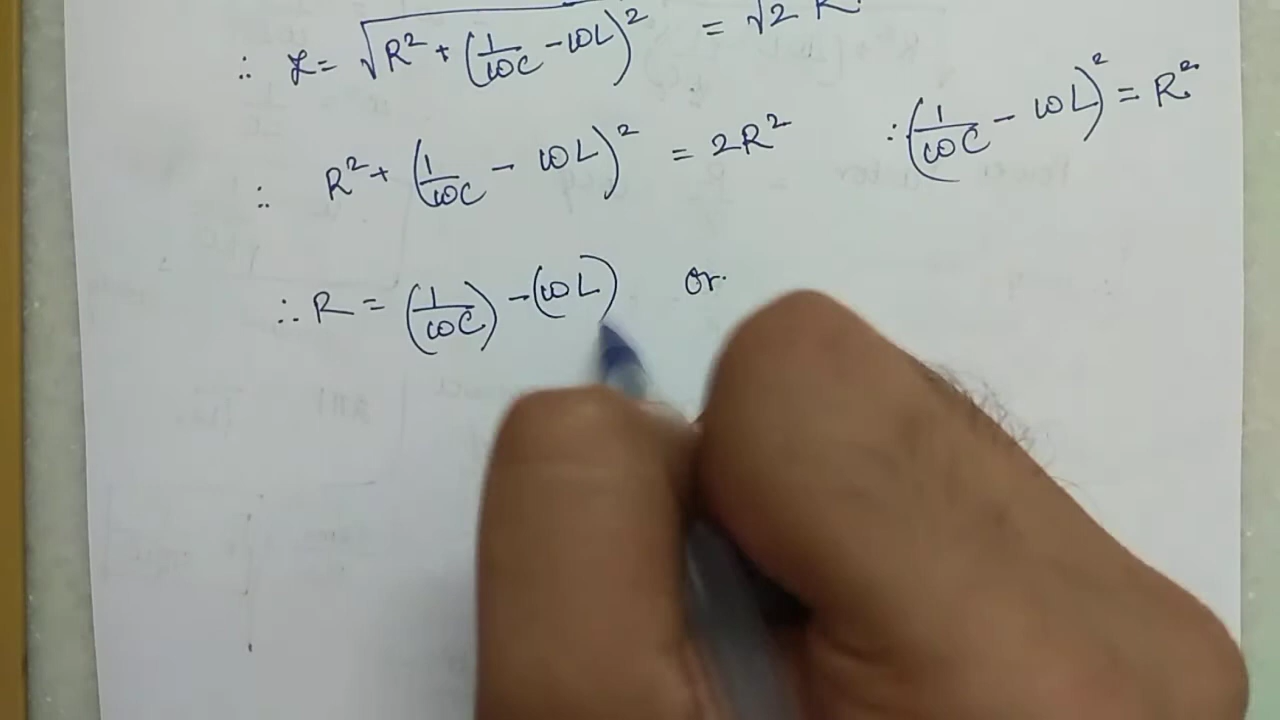 ∴ Z = √R² + (1/ωC − ωL)² = √2 R
∴ R² + (1/ωC − ωL)² = 2R² ∴ (1/ωC − ωL)² = R²
∴ R = (1/ωC) − (ωL) or